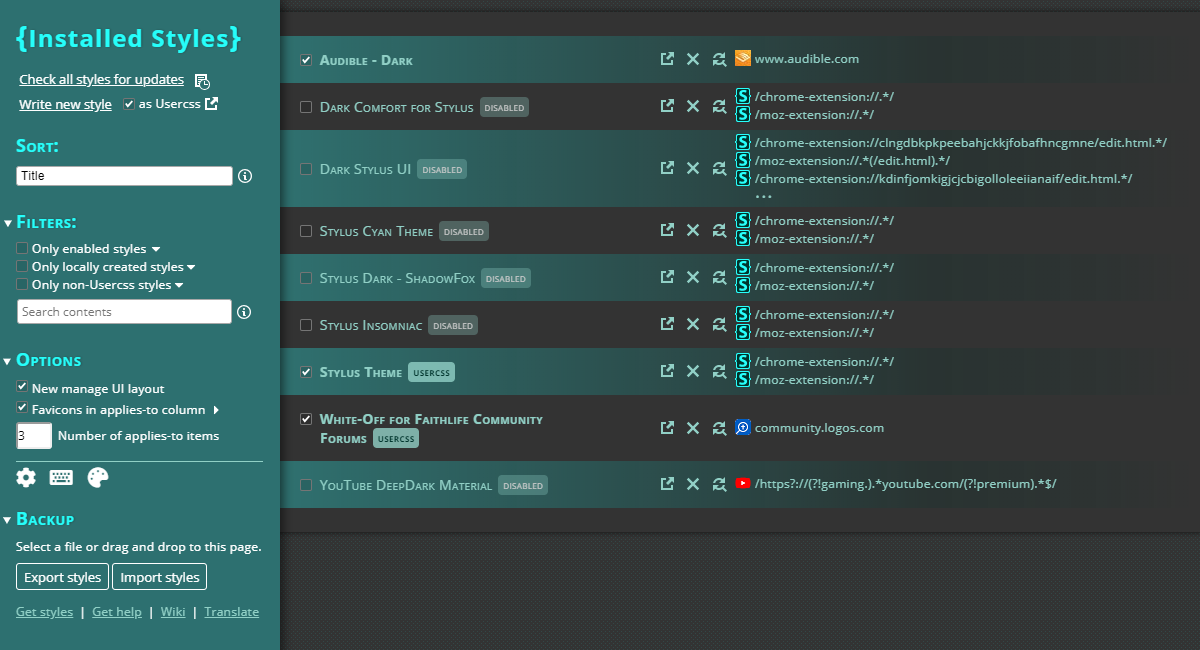 {Installed Styles}
Check all styles for updates
Write new style as Usercss
Sort:
Title
Filters:
Only enabled styles
Only locally created styles
Only non-Usercss styles
Search contents
Options
New manage UI layout
Favicons in applies-to column
3 Number of applies-to items
Backup
Select a file or drag and drop to this page.
Export styles Import styles
Get styles | Get help | Wiki | Translate
Audible - Dark www.audible.com
Dark Comfort for Stylus DISABLED
/chrome-extension://.*/
/moz-extension://.*/
Dark Stylus UI DISABLED
/chrome-extension://clngdbkpkpeebahjckkjfobafhncgmne/edit.html.*/
/moz-extension://.*(/edit.html).*/
/chrome-extension://kdinfjomkigjcjcbigolloleeiianaif/edit.html.*/
...
Stylus Cyan Theme DISABLED
/chrome-extension://.*/
/moz-extension://.*/
Stylus Dark - ShadowFox DISABLED
/chrome-extension://.*/
/moz-extension://.*/
Stylus Insomniac DISABLED
/chrome-extension://.*/
/moz-extension://.*/
Stylus Theme USERCSS
/chrome-extension://.*/
/moz-extension://.*/
White-Off for Faithlife Community
Forums USERCSS
community.logos.com
YouTube DeepDark Material DISABLED /https?://(?!gaming.).*youtube.com/(?!premium).*$/